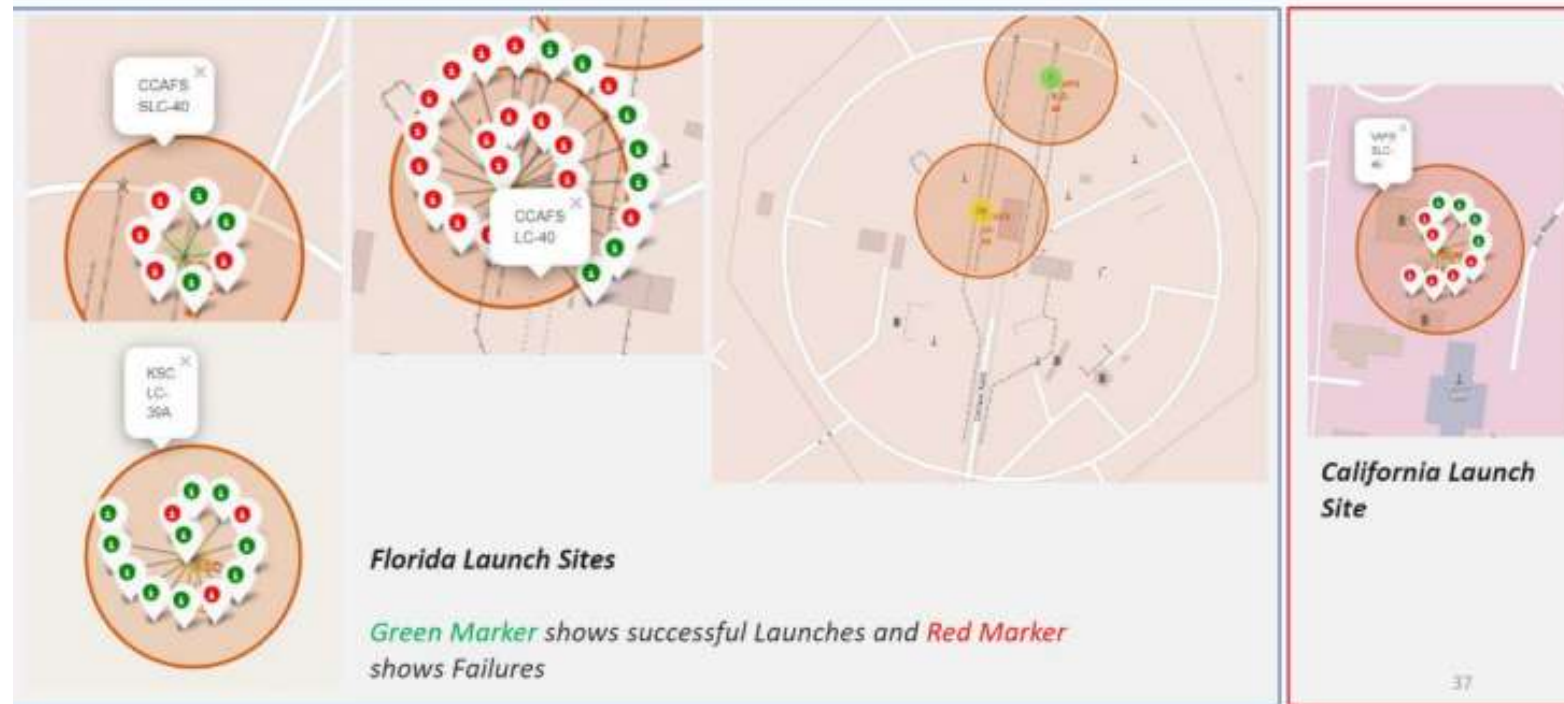 CCAFS
SLC-40
CCAFS
LC-40
KSC
LC-
39A
Florida Launch Sites
Green Marker shows successful Launches and Red Marker
shows Failures
California Launch
Site
37